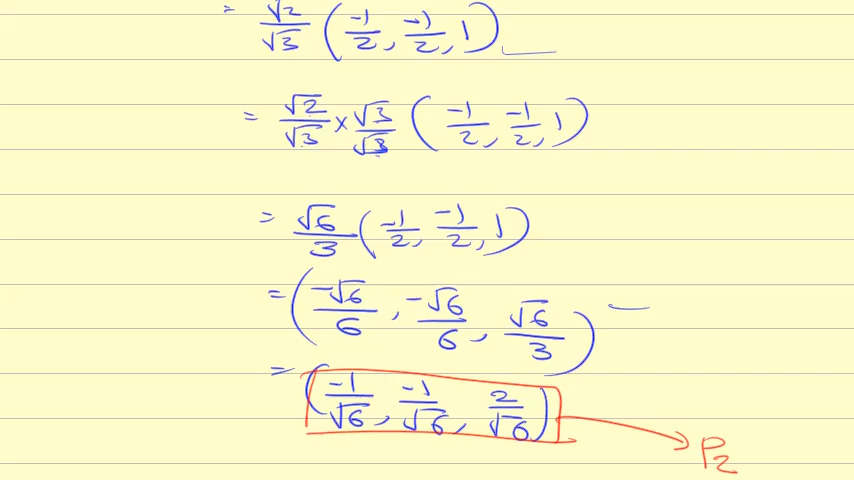 = √2/√3 (-1/2, -1/2, 1)
= √2/√3 × √3/√3 (-1/2, -1/2, 1)
= √6/3 (-1/2, -1/2, 1)
= (-√6/6, -√6/6, √6/3)
= (-1/√6, -1/√6, 2/√6)
P2